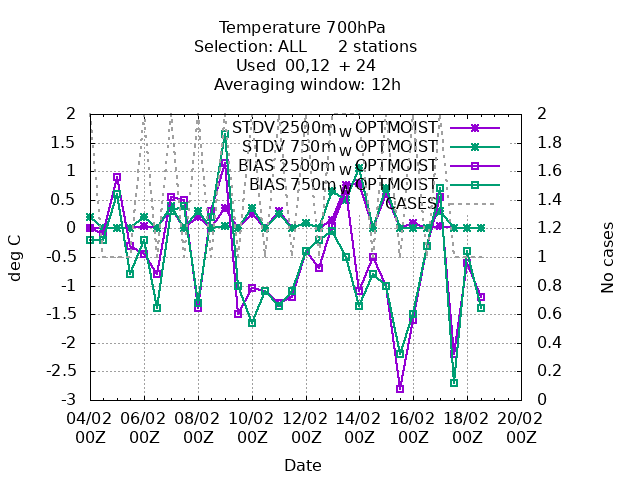 Temperature 700hPa
Selection: ALL 2 stations
Used 00,12 + 24
Averaging window: 12h
STDV 2500m_w OPTMOIST
STDV 750m_w OPTMOIST
BIAS 2500m_w OPTMOIST
BIAS 750m_w OPTMOIST
CASES
2
1.5
1
0.5
0
-0.5
-1
-1.5
-2
-2.5
-3
deg C
2
1.8
1.6
1.4
1.2
1
0.8
0.6
0.4
0.2
0
No cases
04/02 06/02 08/02 10/02 12/02 14/02 16/02 18/02 20/02
00Z 00Z 00Z 00Z 00Z 00Z 00Z 00Z 00Z
Date